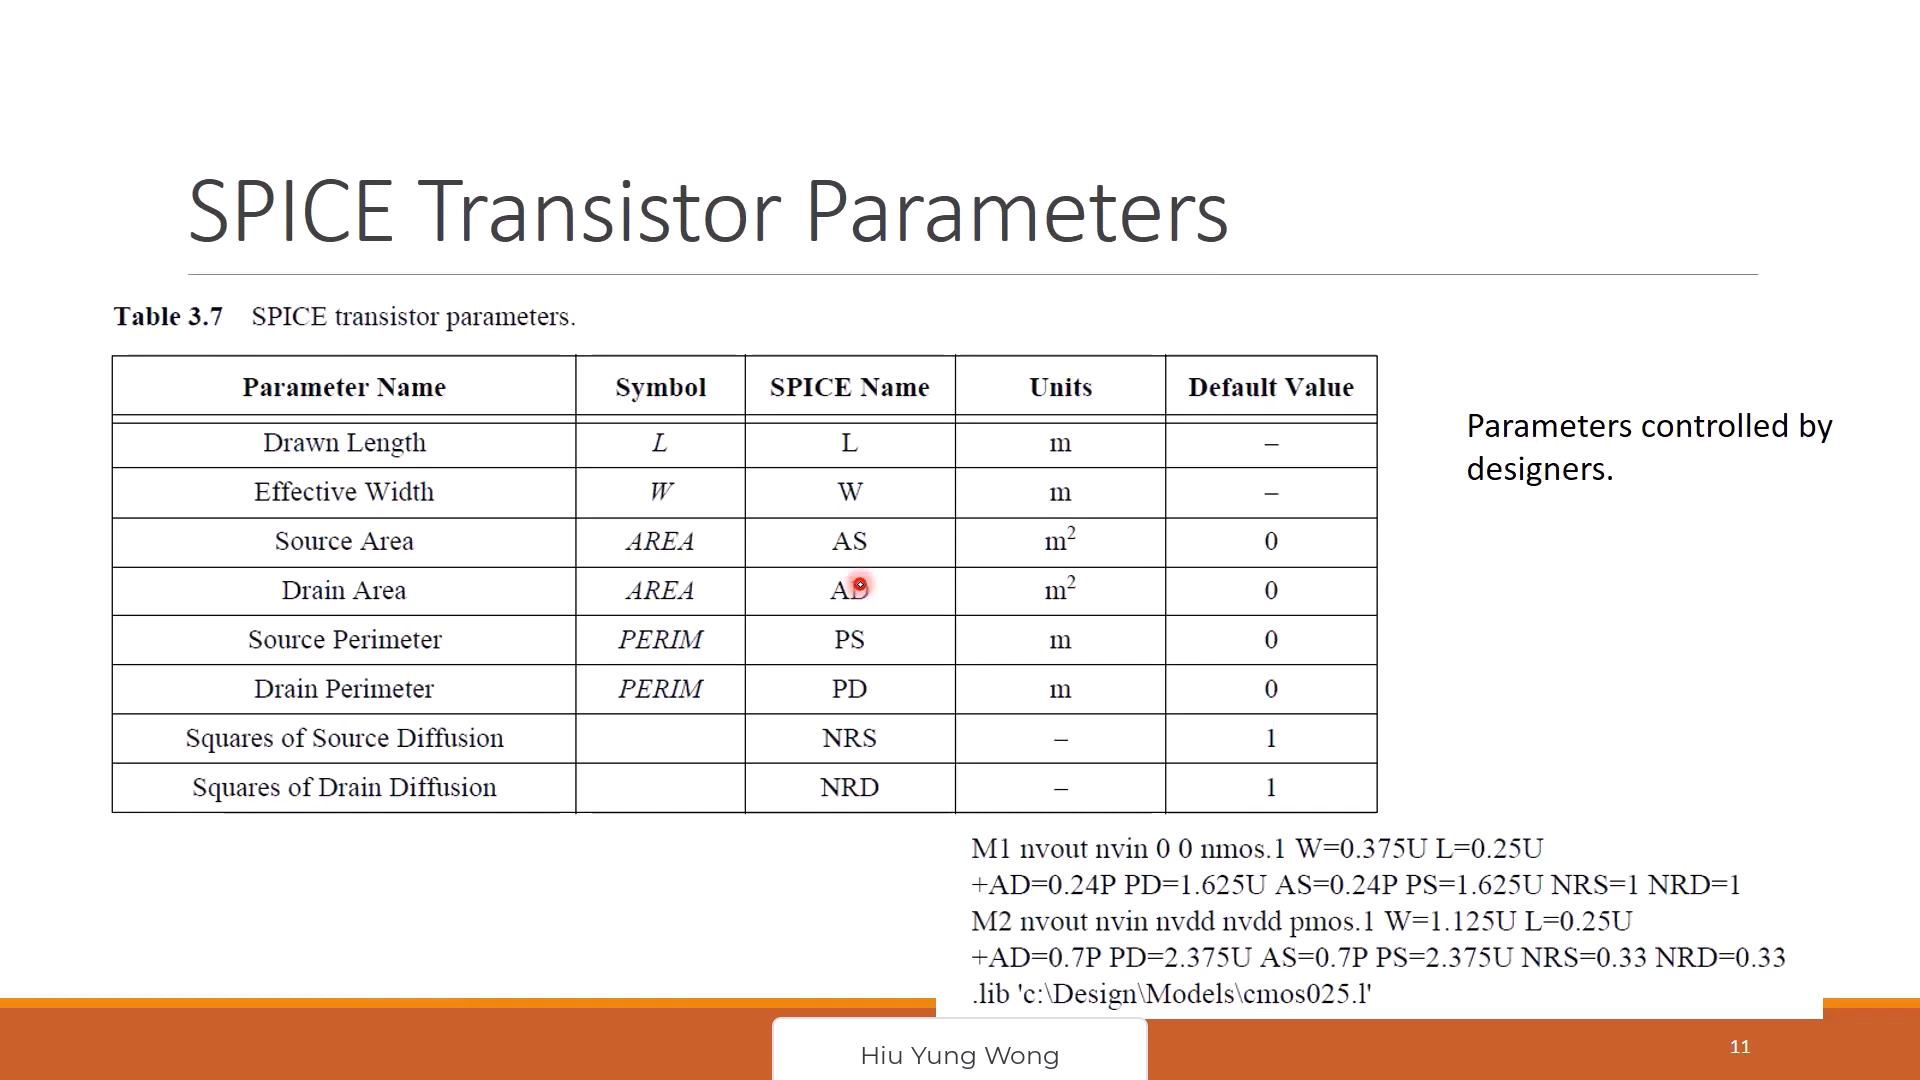 SPICE Transistor Parameters
Table 3.7 SPICE transistor parameters.
Parameter Name Symbol SPICE Name Units Default Value
Drawn Length L L m –
Effective Width W W m –
Source Area AREA AS m² 0
Drain Area AREA AD m² 0
Source Perimeter PERIM PS m 0
Drain Perimeter PERIM PD m 0
Squares of Source Diffusion NRS – 1
Squares of Drain Diffusion NRD – 1
Parameters controlled by
designers.
M1 nvout nvin 0 0 nmos.1 W=0.375U L=0.25U
+AD=0.24P PD=1.625U AS=0.24P PS=1.625U NRS=1 NRD=1
M2 nvout nvin nvdd nvdd pmos.1 W=1.125U L=0.25U
+AD=0.7P PD=2.375U AS=0.7P PS=2.375U NRS=0.33 NRD=0.33
.lib 'c:\Design\Models\cmos025.l'
Hiu Yung Wong
11